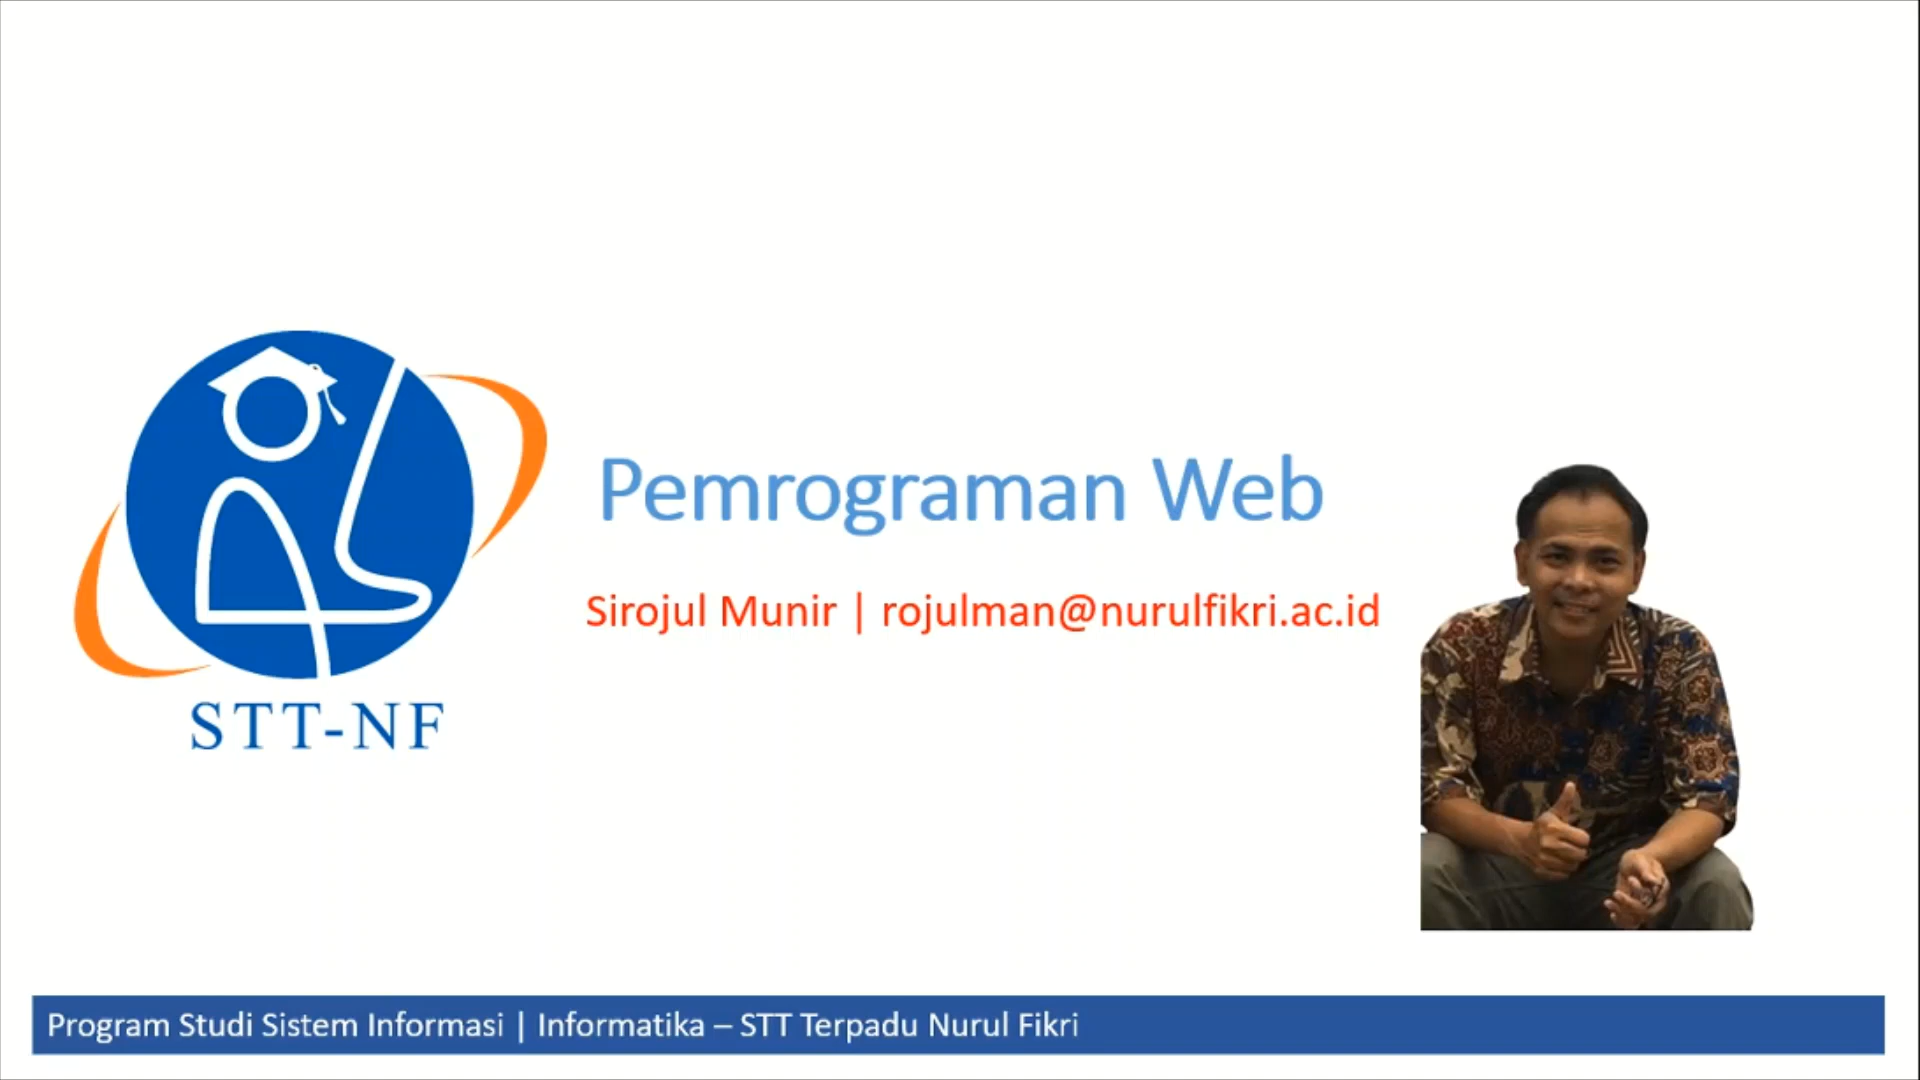 Pemrograman Web
Sirojul Munir | rojulman@nurulfikri.ac.id
STT-NF
Program Studi Sistem Informasi | Informatika – STT Terpadu Nurul Fikri